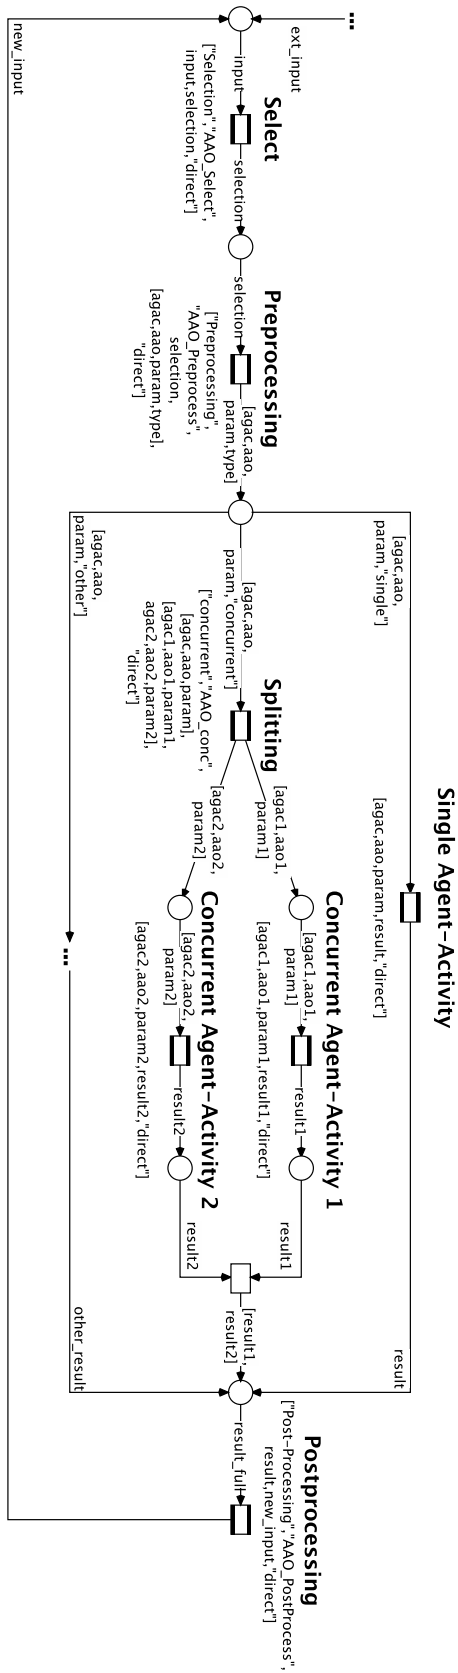 ...
ext_input
new_input
input
Select
["Selection","AAO_Select",
input,selection,"direct"]
selection
selection
Preprocessing
["Preprocessing",
"AAO_Preprocess",
selection,
[agac,aao,param,type],
"direct"]
[agac,aao,
param,type]
[agac,aao,
param,"single"]
Single Agent-Activity
[agac,aao,param,result,"direct"]
result
[agac,aao,
param,"concurrent"]
Splitting
["concurrent","AAO_conc",
[agac,aao,param],
[agac1,aao1,param1,
agac2,aao2,param2],
"direct"]
[agac1,aao1,
param1]
Concurrent Agent-Activity 1
[agac1,aao1,
param1]
[agac1,aao1,param1,result1,"direct"]
result1
result1
[agac2,aao2,
param2]
Concurrent Agent-Activity 2
[agac2,aao2,
param2]
[agac2,aao2,param2,result2,"direct"]
result2
result2
[result1,
result2]
[agac,aao,
param,"other"]
...
other_result
result_full
Postprocessing
["Post-Processing","AAO_PostProcess",
result,new_input,"direct"]